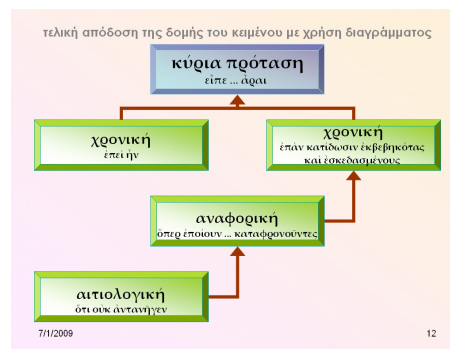 τελική απόδοση της δομής του κειμένου με χρήση διαγράμματος
κύρια πρόταση
εἶπε ... ἆραι
χρονική
ἐπεὶ ἦν
χρονική
ἐπὰν κατίδωσιν ἐκβεβηκότας
καὶ ἐσκεδασμένους
αναφορική
ὅπερ ἐποίουν ... καταφρονοῦντες
αιτιολογική
ὅτι οὐκ ἀντανῆγεν
7/1/2009
12